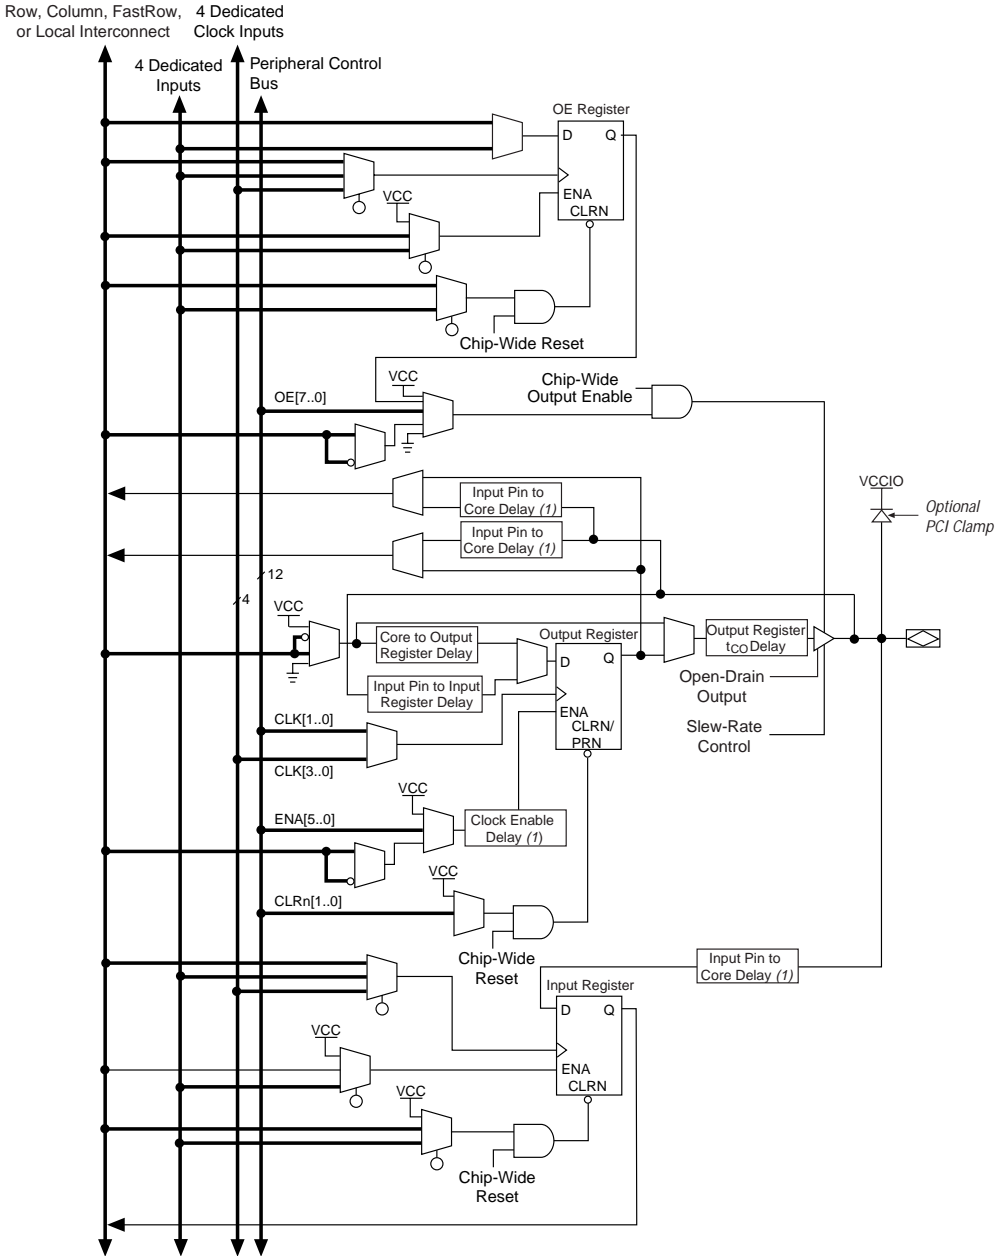 Row, Column, FastRow,
or Local Interconnect
4 Dedicated
Clock Inputs
4 Dedicated
Inputs
Peripheral Control
Bus
OE Register
D Q
ENA
CLRN
VCC
Chip-Wide Reset
VCC
OE[7..0]
Chip-Wide
Output Enable
Input Pin to
Core Delay (1)
Input Pin to
Core Delay (1)
VCCIO
Optional
PCI Clamp
12
4
VCC
Core to Output
Register Delay
Input Pin to Input
Register Delay
Output Register
D Q
ENA
CLRN/
PRN
Output Register
tCO Delay
Open-Drain
Output
Slew-Rate
Control
CLK[1..0]
CLK[3..0]
VCC
ENA[5..0]
Clock Enable
Delay (1)
VCC
CLRn[1..0]
Chip-Wide
Reset
Input Pin to
Core Delay (1)
Input Register
D Q
ENA
CLRN
VCC
VCC
Chip-Wide
Reset